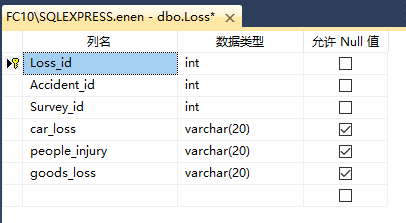 FC10\SQLEXPRESS.enen - dbo.Loss*
列名 数据类型 允许 Null 值
Loss_id int
Accident_id int
Survey_id int
car_loss varchar(20)
people_injury varchar(20)
goods_loss varchar(20)